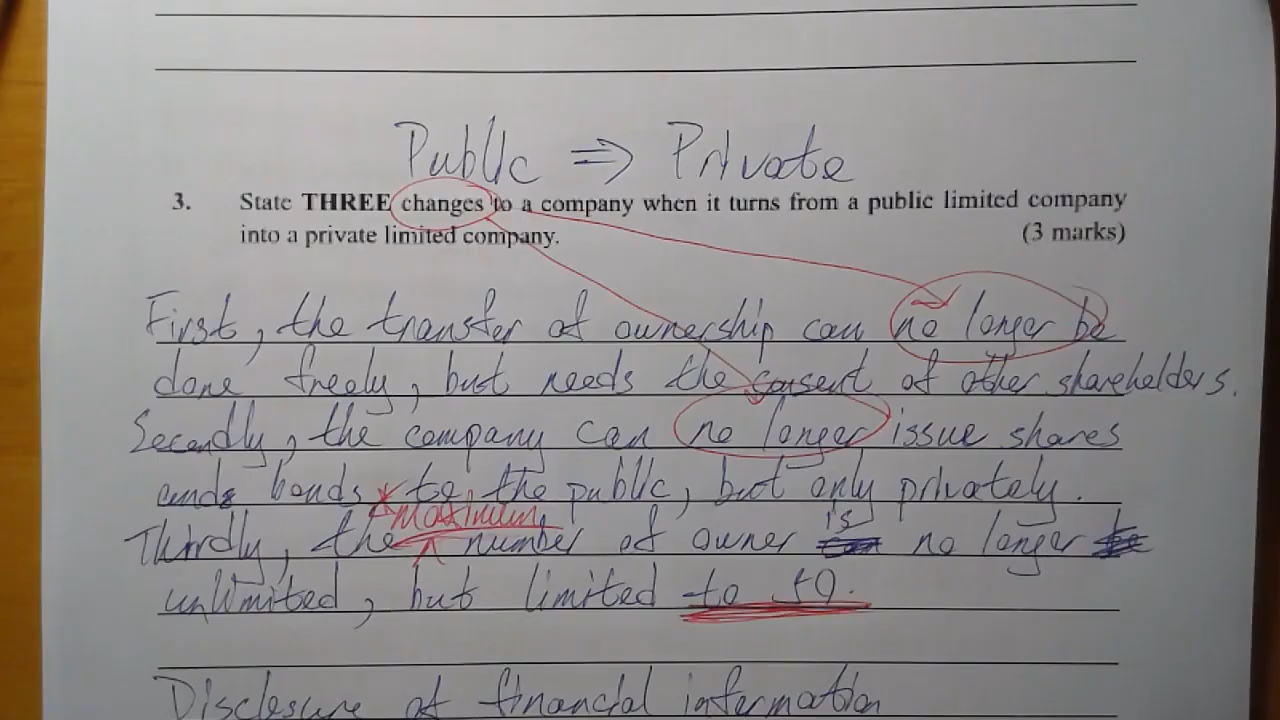 Public ⇒ Private
3. State THREE changes to a company when it turns from a public limited company
into a private limited company. (3 marks)
First, the transfer of ownership can no longer be
done freely, but needs the consent of other shareholders.
Secondly, the company can no longer issue shares
and bonds to the public, but only privately.
maximum
is
Thirdly, the number of owner no longer
unlimited, but limited to 50.
Disclosure of financial information